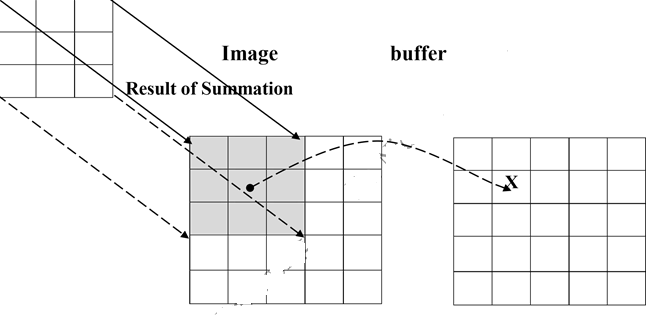 Image buffer
Result of Summation
X